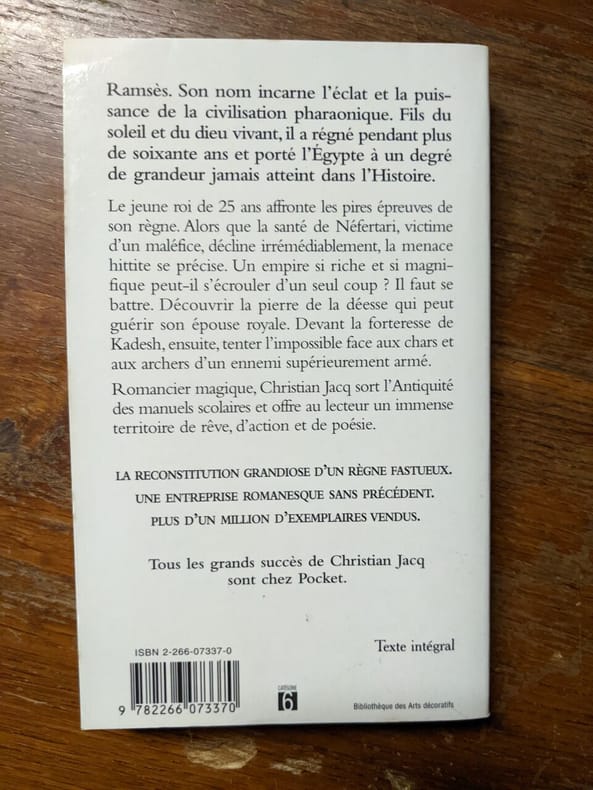 Ramsès. Son nom incarne l'éclat et la puis-
sance de la civilisation pharaonique. Fils du
soleil et du dieu vivant, il a régné pendant plus
de soixante ans et porté l'Égypte à un degré
de grandeur jamais atteint dans l'Histoire.
Le jeune roi de 25 ans affronte les pires épreuves de
son règne. Alors que la santé de Néfertari, victime
d'un maléfice, décline irrémédiablement, la menace
hittite se précise. Un empire si riche et si magni-
fique peut-il s'écrouler d'un seul coup ? Il faut se
battre. Découvrir la pierre de la déesse qui peut
guérir son épouse royale. Devant la forteresse de
Kadesh, ensuite, tenter l'impossible face aux chars et
aux archers d'un ennemi supérieurement armé.
Romancier magique, Christian Jacq sort l'Antiquité
des manuels scolaires et offre au lecteur un immense
territoire de rêve, d'action et de poésie.
LA RECONSTITUTION GRANDIOSE D'UN RÈGNE FASTUEUX.
UNE ENTREPRISE ROMANESQUE SANS PRÉCÉDENT.
PLUS D'UN MILLION D'EXEMPLAIRES VENDUS.
Tous les grands succès de Christian Jacq
sont chez Pocket.
Texte intégral
ISBN 2-266-07337-0
9 782266 073370
CATÉGORIE
6
Bibliothèque des Arts décoratifs